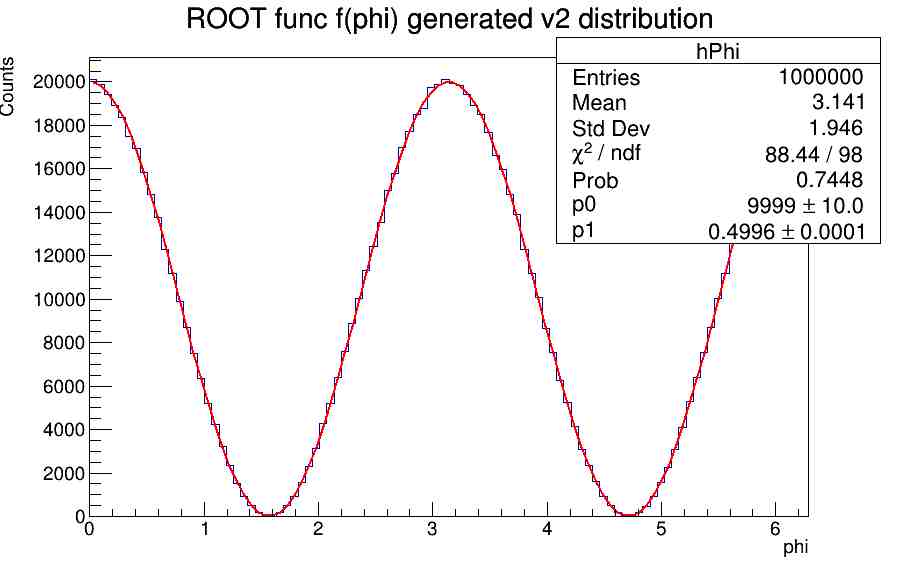 ROOT func f(phi) generated v2 distribution
Counts
hPhi
Entries 1000000
Mean 3.141
Std Dev 1.946
χ² / ndf 88.44 / 98
Prob 0.7448
p0 9999 ± 10.0
p1 0.4996 ± 0.0001
20000
18000
16000
14000
12000
10000
8000
6000
4000
2000
0
0 1 2 3 4 5 6
phi